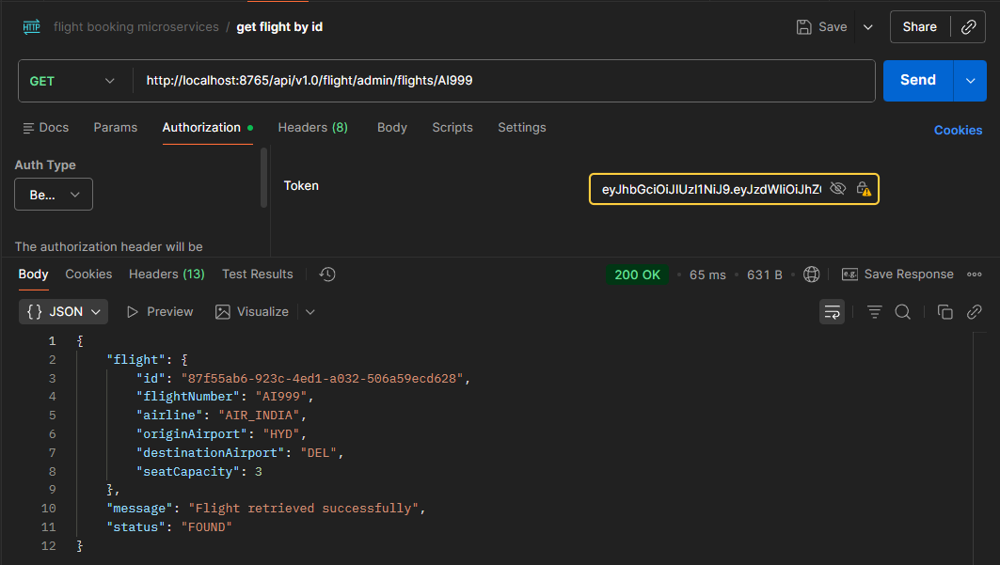 HTTP flight booking microservices / get flight by id Save Share
GET http://localhost:8765/api/v1.0/flight/admin/flights/AI999 Send
Docs Params Authorization Headers (8) Body Scripts Settings Cookies
Auth Type
Be...
Token eyJhbGciOiJIUzI1NiJ9.eyJzdWIiOiJhZ
The authorization header will be
Body Cookies Headers (13) Test Results 200 OK 65 ms 631 B e.g. Save Response
{} JSON Preview Visualize
1 {
2 "flight": {
3 "id": "87f55ab6-923c-4ed1-a032-506a59ecd628",
4 "flightNumber": "AI999",
5 "airline": "AIR_INDIA",
6 "originAirport": "HYD",
7 "destinationAirport": "DEL",
8 "seatCapacity": 3
9 },
10 "message": "Flight retrieved successfully",
11 "status": "FOUND"
12 }